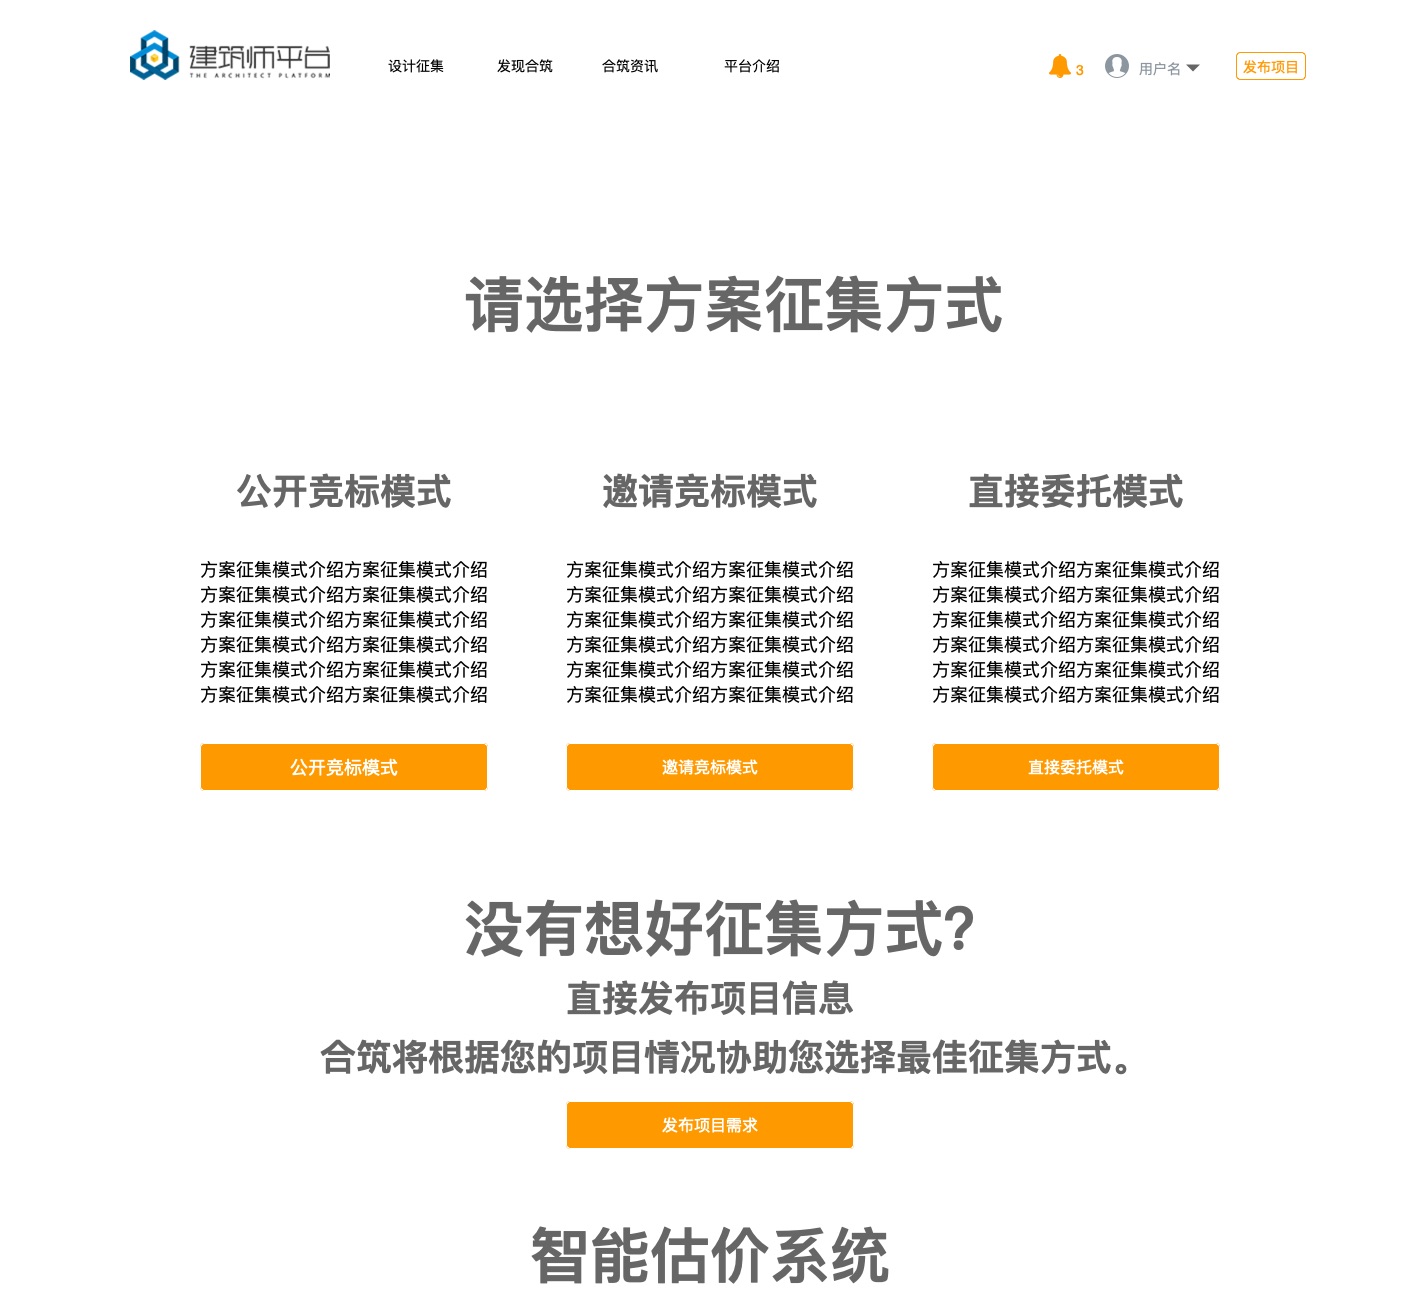 建筑师平台
THE ARCHITECT PLATFORM
设计征集 发现合筑 合筑资讯 平台介绍 3 用户名 发布项目
请选择方案征集方式
公开竞标模式 邀请竞标模式 直接委托模式
方案征集模式介绍方案征集模式介绍 方案征集模式介绍方案征集模式介绍 方案征集模式介绍方案征集模式介绍
方案征集模式介绍方案征集模式介绍 方案征集模式介绍方案征集模式介绍 方案征集模式介绍方案征集模式介绍
方案征集模式介绍方案征集模式介绍 方案征集模式介绍方案征集模式介绍 方案征集模式介绍方案征集模式介绍
方案征集模式介绍方案征集模式介绍 方案征集模式介绍方案征集模式介绍 方案征集模式介绍方案征集模式介绍
方案征集模式介绍方案征集模式介绍 方案征集模式介绍方案征集模式介绍 方案征集模式介绍方案征集模式介绍
方案征集模式介绍方案征集模式介绍 方案征集模式介绍方案征集模式介绍 方案征集模式介绍方案征集模式介绍
公开竞标模式 邀请竞标模式 直接委托模式
没有想好征集方式?
直接发布项目信息
合筑将根据您的项目情况协助您选择最佳征集方式。
发布项目需求
智能估价系统